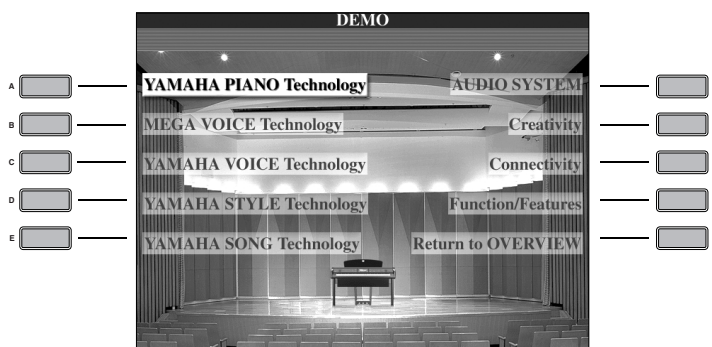 DEMO
A YAMAHA PIANO Technology AUDIO SYSTEM
B MEGA VOICE Technology Creativity
C YAMAHA VOICE Technology Connectivity
D YAMAHA STYLE Technology Function/Features
E YAMAHA SONG Technology Return to OVERVIEW